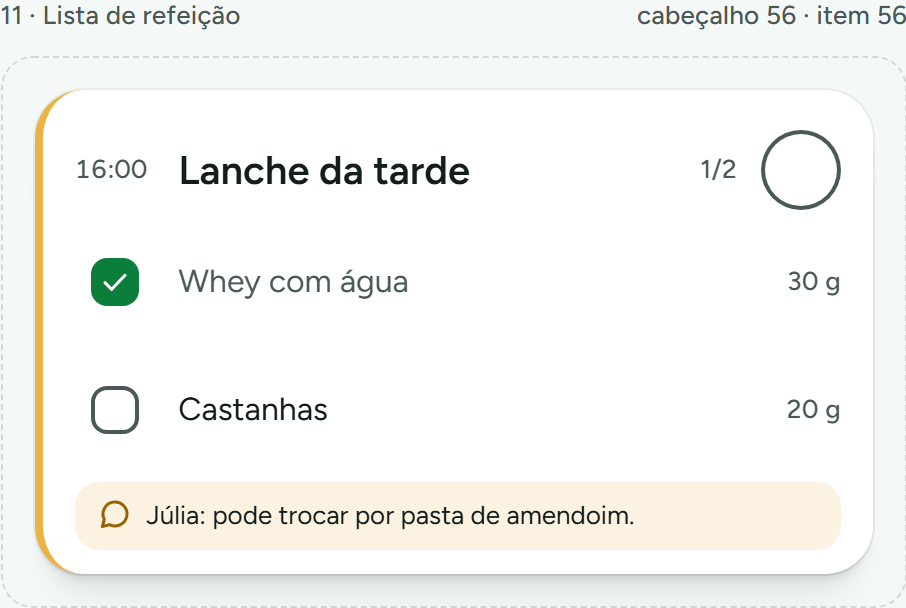 11 · Lista de refeição
cabeçalho 56 · item 56
16:00 Lanche da tarde 1/2
Whey com água 30 g
Castanhas 20 g
Júlia: pode trocar por pasta de amendoim.